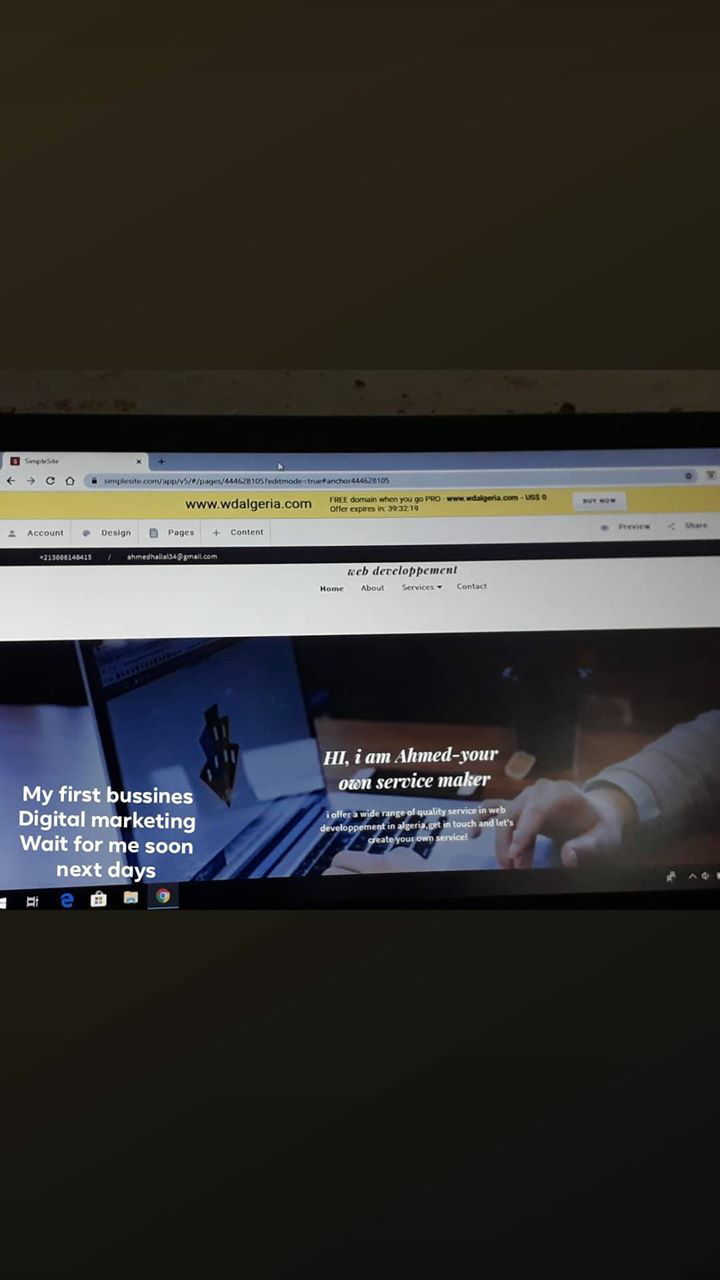 SimpleSite
simplesite.com/app/v5/#/pages/444628105?editmode=true#anchor444628105
www.wdalgeria.com
FREE domain when you go PRO - www.wdalgeria.com - US$ 0
Offer expires in: 39:32:19
BUY NOW
Account Design Pages Content Preview Share
+213666146415 / ahmedhallal34@gmail.com
web developpement
Home About Services Contact
HI, i am Ahmed-your
own service maker
i offer a wide range of quality service in web
developpement in algeria,get in touch and let's
create your own service!
My first bussines
Digital marketing
Wait for me soon
next days